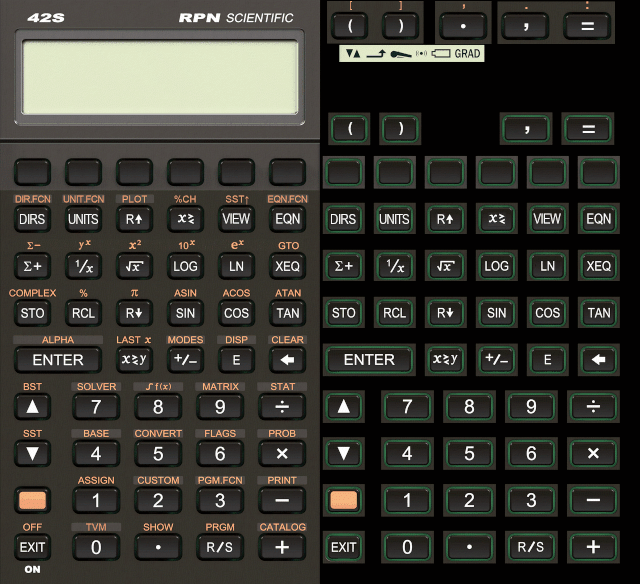 42S RPN SCIENTIFIC
[ ] ; : :
( ) • , =
▼▲ GRAD
( ) , =
DIR.FCN UNIT.FCN PLOT %CH SST↑ EQN.FCN
DIRS UNITS R↑ x≷ VIEW EQN
DIRS UNITS R↑ x≷ VIEW EQN
Σ− yˣ x² 10ˣ eˣ GTO
Σ+ 1/x √x LOG LN XEQ
Σ+ 1/x √x LOG LN XEQ
COMPLEX % π ASIN ACOS ATAN
STO RCL R↓ SIN COS TAN
STO RCL R↓ SIN COS TAN
ALPHA LAST x MODES DISP CLEAR
ENTER x≷y +/− E ←
ENTER x≷y +/− E ←
BST SOLVER ∫f(x) MATRIX STAT
▲ 7 8 9 ÷
▲ 7 8 9 ÷
SST BASE CONVERT FLAGS PROB
▼ 4 5 6 ×
▼ 4 5 6 ×
ASSIGN CUSTOM PGM.FCN PRINT
1 2 3 −
1 2 3 −
OFF TVM SHOW PRGM CATALOG
EXIT 0 • R/S +
EXIT 0 • R/S +
ON